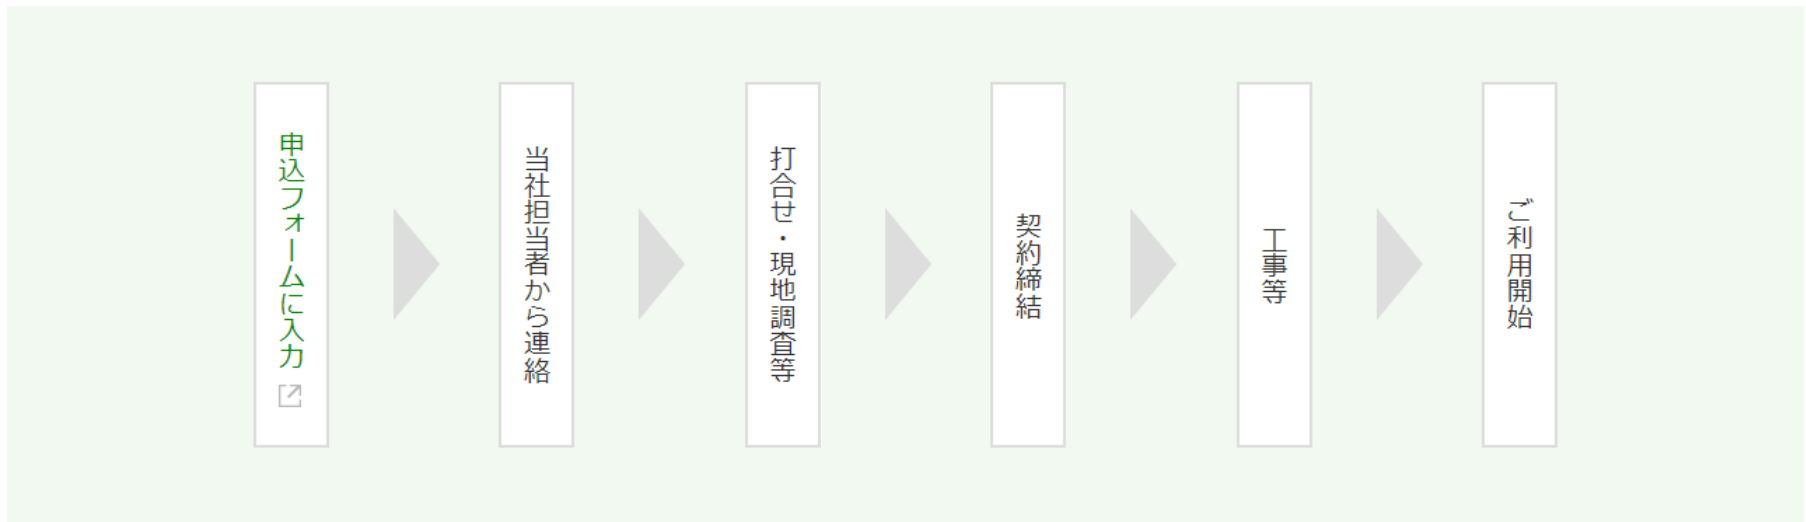 申込フォームに入力
当社担当者から連絡
打合せ・現地調査等
契約締結
工事等
ご利用開始